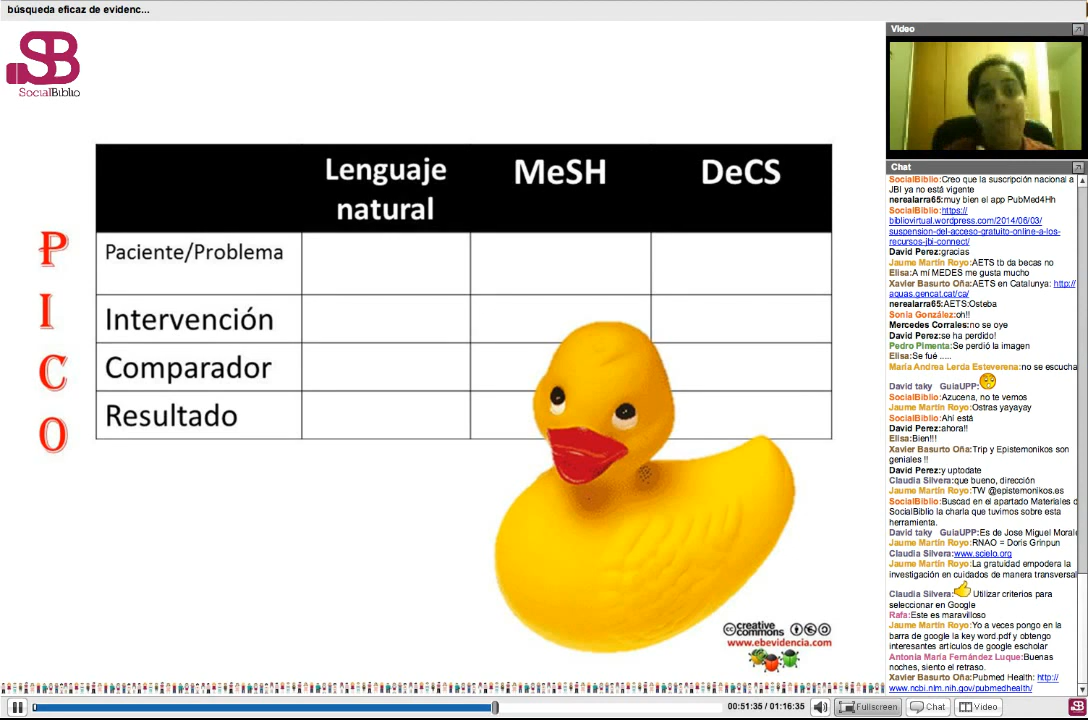 búsqueda eficaz de evidenc...
SB
SocialBiblio
Lenguaje
natural
MeSH
DeCS
P
I
C
O
Paciente/Problema
Intervención
Comparador
Resultado
creative
commons
www.ebevidencia.com
Video
Chat
SocialBiblio:Creo que la suscripción nacional a
JBI ya no está vigente
nerealarra65:muy bien el app PubMed4Hh
SocialBiblio:https://
bibliovirtual.wordpress.com/2014/06/03/
suspension-del-acceso-gratuito-online-a-los-
recursos-jbi-connect/
David Perez:gracias
Jaume Martín Royo:AETS tb da becas no
Elisa:A mí MEDES me gusta mucho
Xavier Basurto Oña:AETS en Catalunya: http://
aquas.gencat.cat/ca/
nerealarra65:AETS:Osteba
Sonia González:oh!!
Mercedes Corrales:no se oye
David Perez:se ha perdido!
Pedro Pimenta:Se perdió la imagen
Elisa:Se fué .....
Maria Andrea Lerda Esteverena:no se escucha
David taky GuiaUPP:
SocialBiblio:Azucena, no te vemos
Jaume Martín Royo:Ostras yayayay
SocialBiblio:Ahí está
David Perez:ahora!!
Elisa:Bien!!!
Xavier Basurto Oña:Trip y Epistemonikos son
geniales !!
David Perez:y uptodate
Claudia Silvera:que bueno, dirección
Jaume Martín Royo:TW @epistemonikos.es
SocialBiblio:Buscad en el apartado Materiales d
SocialBiblio la charla que tuvimos sobre esta
herramienta.
David taky GuiaUPP:Es de Jose Miguel Morale
Jaume Martín Royo:RNAO = Doris Grinpun
Claudia Silvera:www.scielo.org
Jaume Martín Royo:La gratuidad empodera la
investigación en cuidados de manera transversal
Claudia Silvera: Utilizar criterios para
seleccionar en Google
Rafa:Este es maravilloso
Jaume Martín Royo:Yo a veces pongo en la
barra de google la key word.pdf y obtengo
interesantes artículos de google escholar
Antonia María Fernández Luque:Buenas
noches, siento el retraso.
Xavier Basurto Oña:Pubmed Health: http://
www.ncbi.nlm.nih.gov/pubmedhealth/
00:51:35 / 01:16:35
Fullscreen
Chat
Video
SB